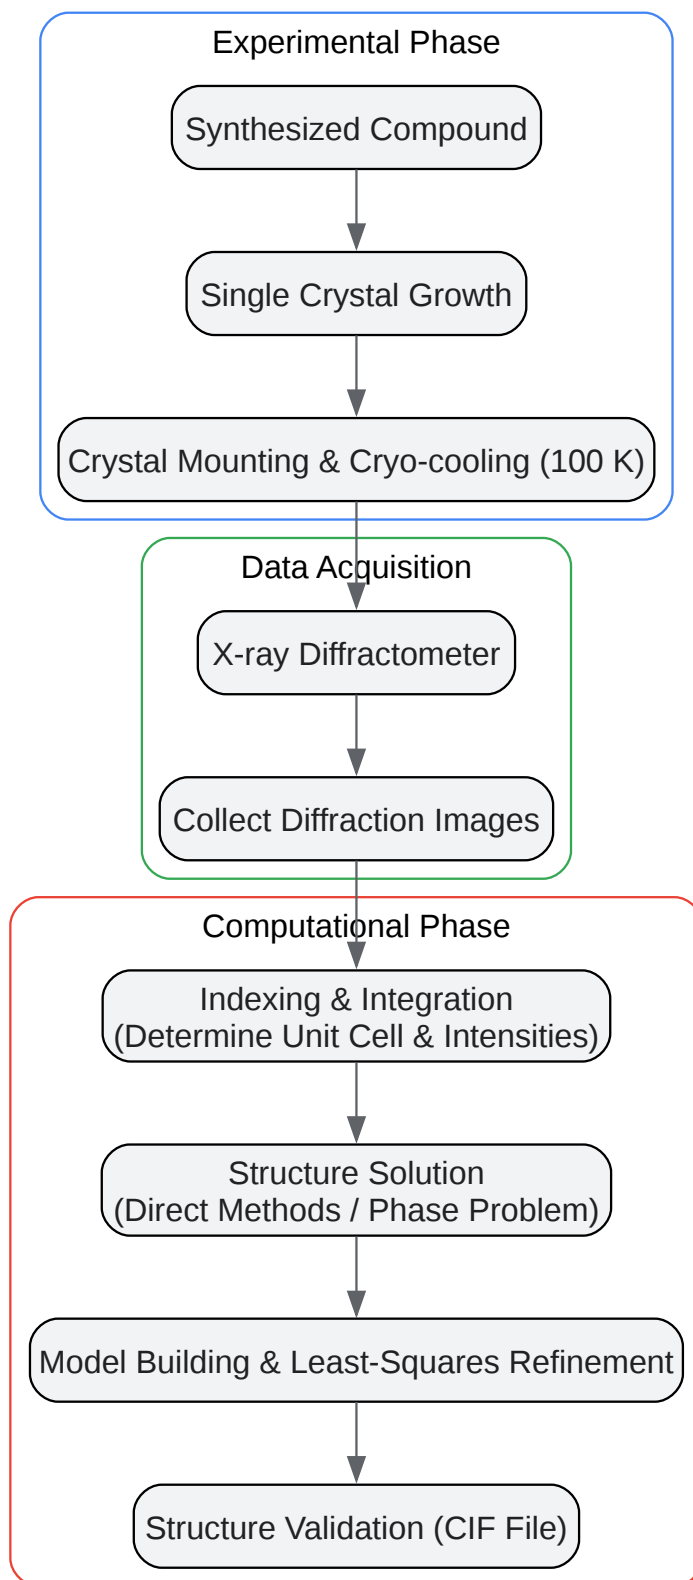 Experimental Phase
Synthesized Compound
Single Crystal Growth
Crystal Mounting & Cryo-cooling (100 K)
Data Acquisition
X-ray Diffractometer
Collect Diffraction Images
Computational Phase
Indexing & Integration
(Determine Unit Cell & Intensities)
Structure Solution
(Direct Methods / Phase Problem)
Model Building & Least-Squares Refinement
Structure Validation (CIF File)